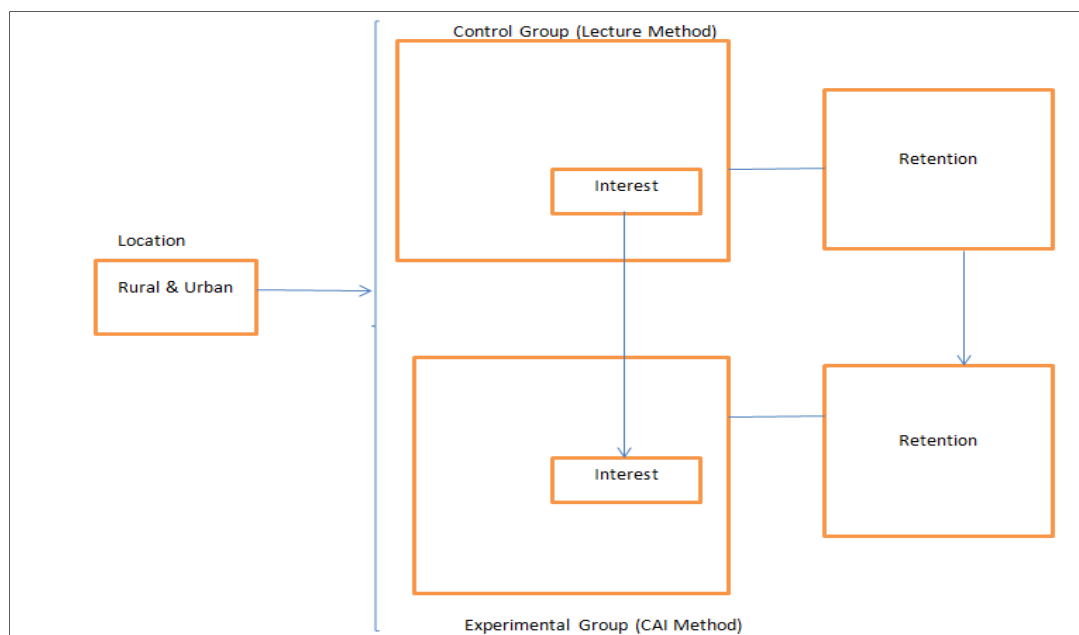 Control Group (Lecture Method)
Retention
Interest
Location
Rural & Urban
Retention
Interest
Experimental Group (CAI Method)